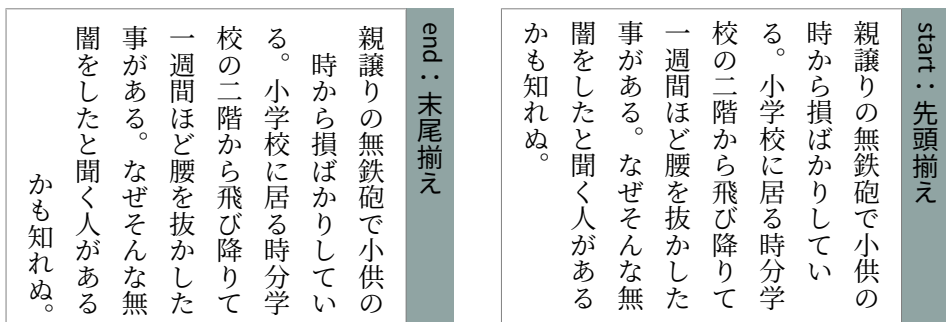 start：先頭揃え
親譲りの無鉄砲で小供の
時から損ばかりしてい
る。小学校に居る時分学
校の二階から飛び降りて
一週間ほど腰を抜かした
事がある。なぜそんな無
闇をしたと聞く人がある
かも知れぬ。
end：末尾揃え
親譲りの無鉄砲で小供の
時から損ばかりしてい
る。小学校に居る時分学
校の二階から飛び降りて
一週間ほど腰を抜かした
事がある。なぜそんな無
闇をしたと聞く人がある
かも知れぬ。